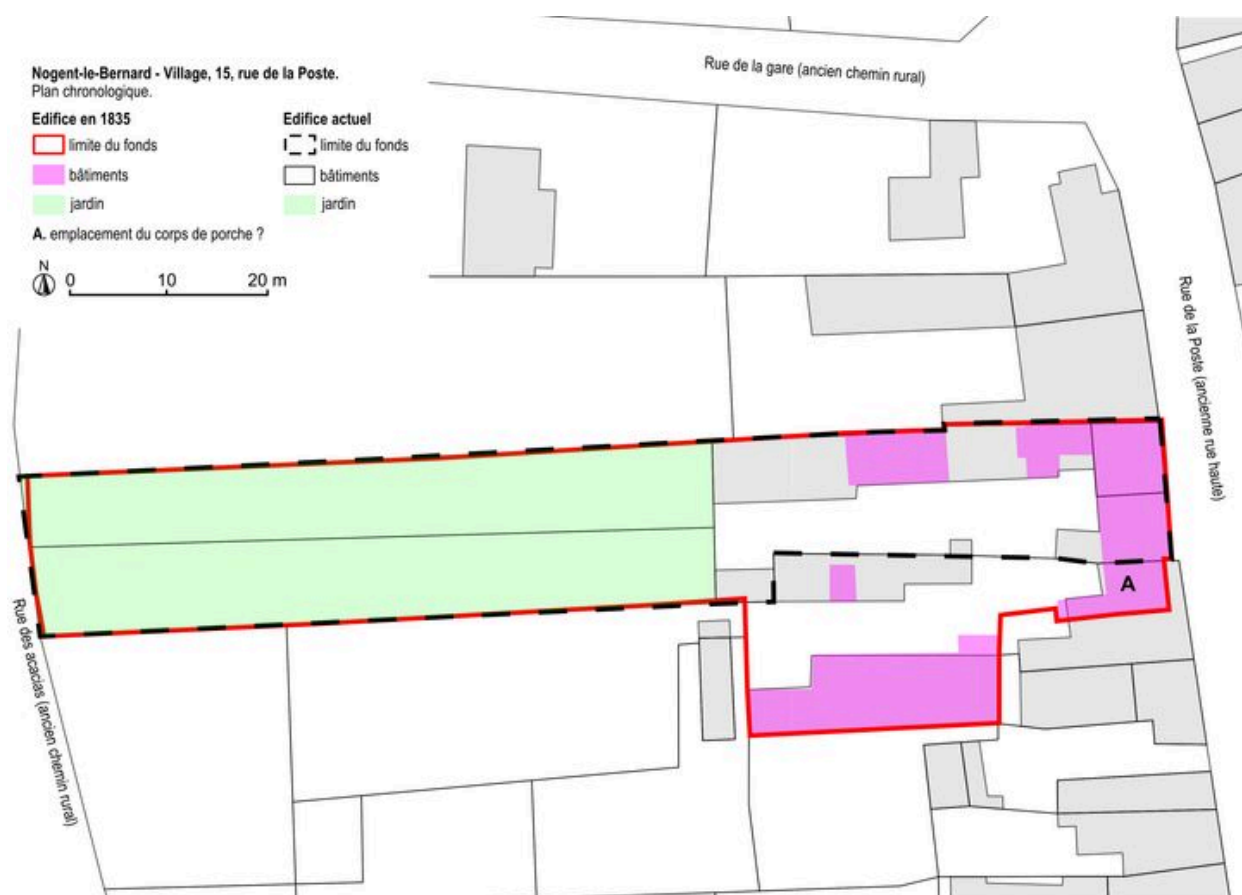 Nogent-le-Bernard - Village, 15, rue de la Poste.
Plan chronologique.
Edifice en 1835
limite du fonds
bâtiments
jardin
Edifice actuel
limite du fonds
bâtiments
jardin
A. emplacement du corps de porche ?
N
0 10 20 m
Rue de la gare (ancien chemin rural)
Rue de la Poste (ancienne rue haute)
A
Rue des acacias (ancien chemin rural)